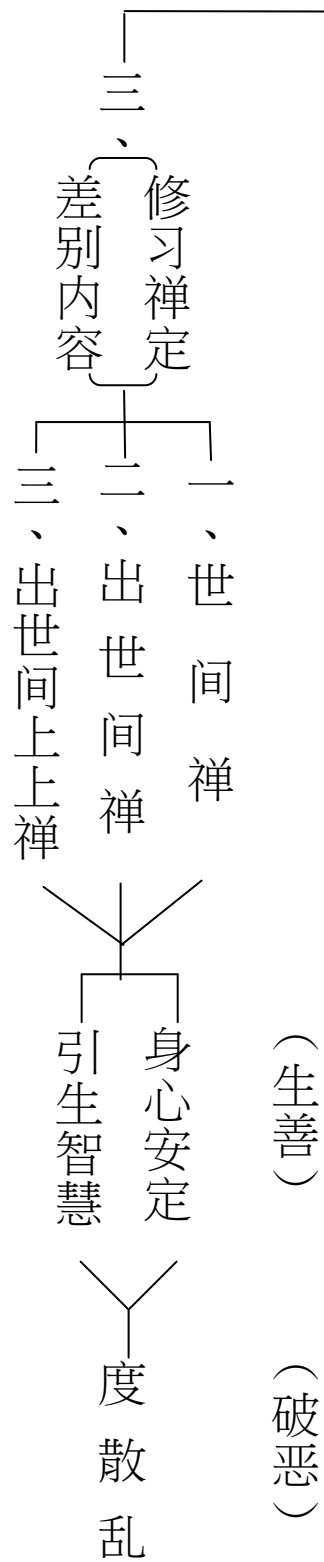 三、
修习禅定
差别内容
一、世间禅
二、出世间禅
三、出世间上上禅
（生善）
身心安定
引生智慧
（破恶）
度散乱